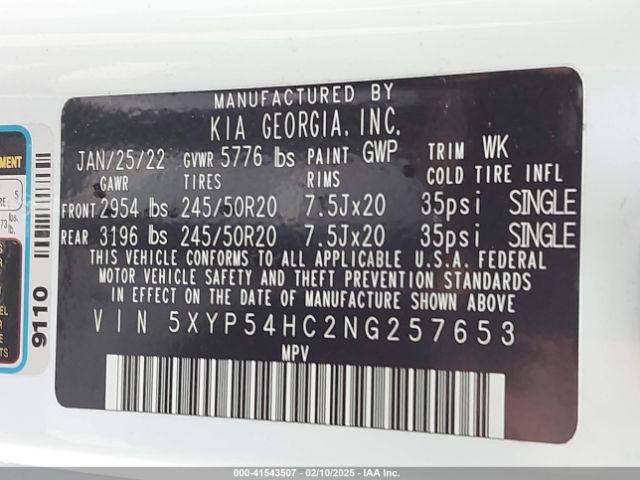 MANUFACTURED BY
KIA GEORGIA, INC.
JAN/25/22 GVWR 5776 lbs PAINT GWP TRIM WK
GAWR TIRES RIMS COLD TIRE INFL
FRONT 2954 lbs 245/50R20 7.5Jx20 35psi SINGLE
REAR 3196 lbs 245/50R20 7.5Jx20 35psi SINGLE
THIS VEHICLE CONFORMS TO ALL APPLICABLE U.S.A. FEDERAL
MOTOR VEHICLE SAFETY AND THEFT PREVENTION STANDARDS
IN EFFECT ON THE DATE OF MANUFACTURE SHOWN ABOVE
VIN 5XYP54HC2NG257653
MPV
9110
5
lbs.
000-41543507 - 02/10/2025 - IAA Inc. Copyright